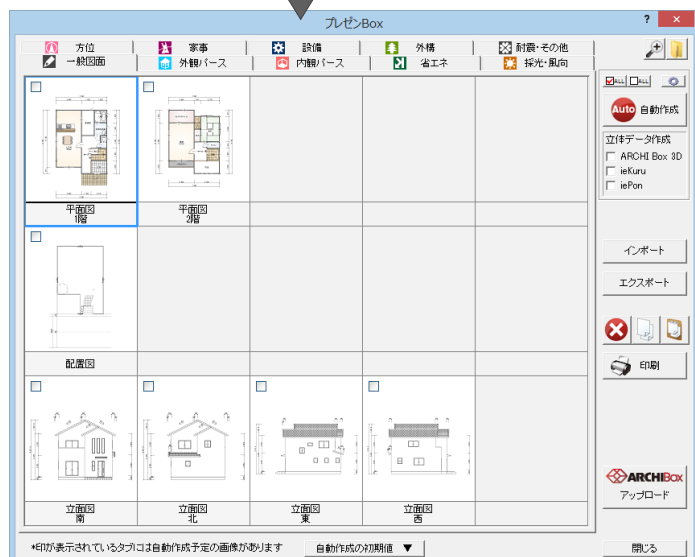 プレゼンBox
? ×
方位 家事 設備 外構 耐震・その他
一般図面 外観パース 内観パース 省エネ 採光・風向
ALL ALL
Auto 自動作成
立体データ作成
ARCHI Box 3D
ieKuru
iePon
平面図
1階
平面図
2階
インポート
エクスポート
配置図
印刷
立面図
南
立面図
北
立面図
東
立面図
西
ARCHIBOX
アップロード
*印が表示されているタブには自動作成予定の画像があります
自動作成の初期値 ▼
閉じる